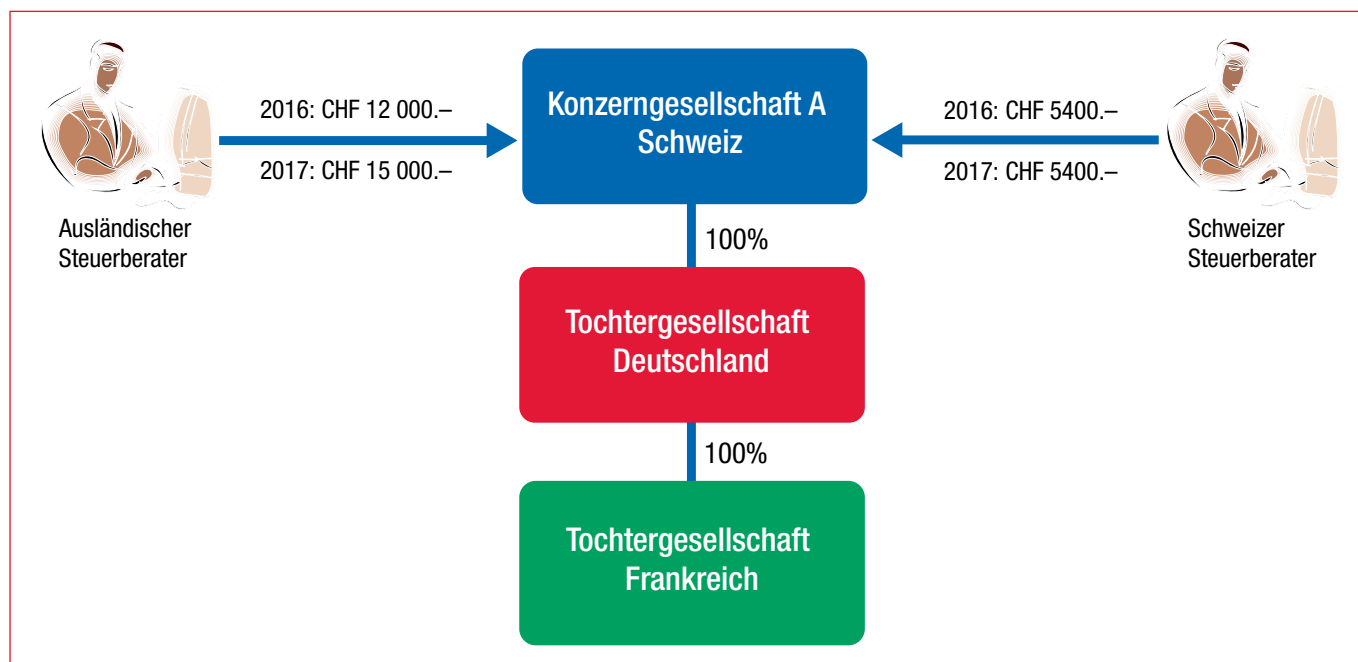 2016: CHF 12 000.–
2017: CHF 15 000.–
Ausländischer
Steuerberater
Konzerngesellschaft A
Schweiz
2016: CHF 5400.–
2017: CHF 5400.–
Schweizer
Steuerberater
100%
Tochtergesellschaft
Deutschland
100%
Tochtergesellschaft
Frankreich